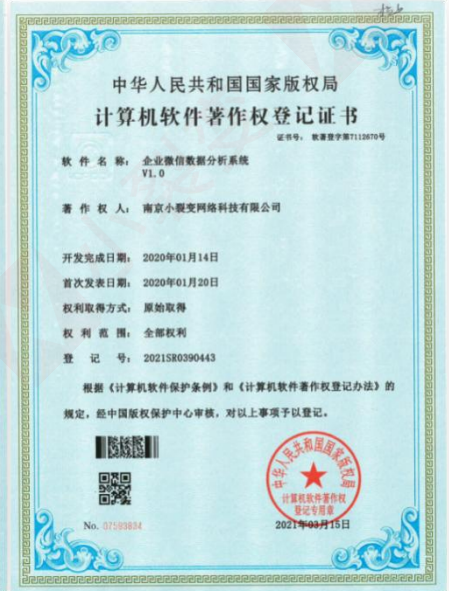 中华人民共和国国家版权局
计算机软件著作权登记证书
证书号: 软著登字第7112670号
软件名称: 企业微信数据分析系统
V1.0
著作权人: 南京小裂变网络科技有限公司
开发完成日期: 2020年01月14日
首次发表日期: 2020年01月20日
权利取得方式: 原始取得
权利范围: 全部权利
登记号: 2021SR0390443
根据《计算机软件保护条例》和《计算机软件著作权登记办法》的
规定,经中国版权保护中心审核,对以上事项予以登记。
中华人民共和国国家版权局
计算机软件著作权
登记专用章
No. 07593834
2021年03月15日